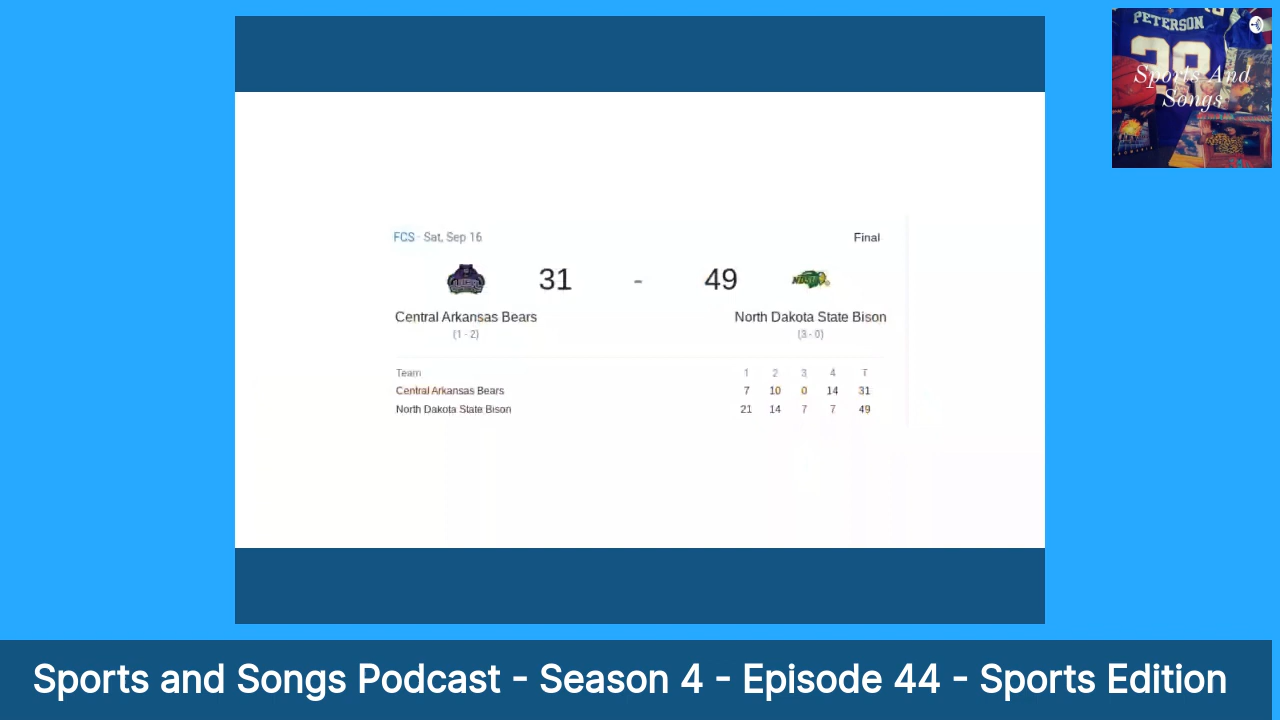 PETERSON
Sports And
Songs
FCS · Sat, Sep 16
Final
31 - 49
Central Arkansas Bears
North Dakota State Bison
(1 - 2)
(3 - 0)
Team 1 2 3 4 T
Central Arkansas Bears 7 10 0 14 31
North Dakota State Bison 21 14 7 7 49
Sports and Songs Podcast - Season 4 - Episode 44 - Sports Edition